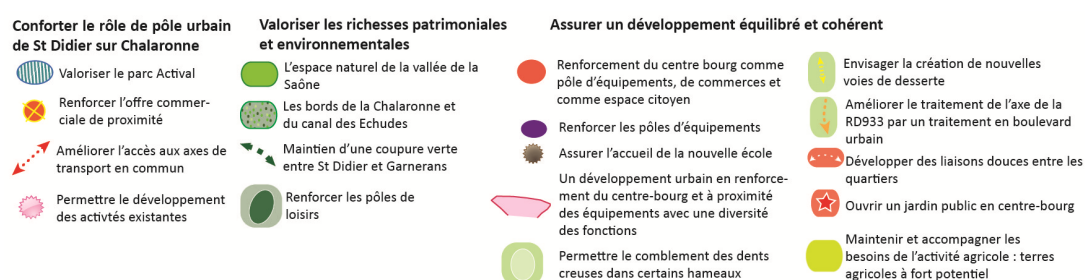 Conforter le rôle de pôle urbain
de St Didier sur Chalaronne
Valoriser le parc Actival
Renforcer l'offre commer-
ciale de proximité
Améliorer l'accès aux axes de
transport en commun
Permettre le développement
des activtés existantes
Valoriser les richesses patrimoniales
et environnementales
L'espace naturel de la vallée de la
Saône
Les bords de la Chalaronne et
du canal des Echudes
Maintien d'une coupure verte
entre St Didier et Garnerans
Renforcer les pôles de
loisirs
Assurer un développement équilibré et cohérent
Renforcement du centre bourg comme
pôle d'équipements, de commerces et
comme espace citoyen
Renforcer les pôles d'équipements
Assurer l'accueil de la nouvelle école
Un développement urbain en renforce-
ment du centre-bourg et à proximité
des équipements avec une diversité
des fonctions
Permettre le comblement des dents
creuses dans certains hameaux
Envisager la création de nouvelles
voies de desserte
Améliorer le traitement de l'axe de la
RD933 par un traitement en boulevard
urbain
Développer des liaisons douces entre les
quartiers
Ouvrir un jardin public en centre-bourg
Maintenir et accompagner les
besoins de l'activité agricole : terres
agricoles à fort potentiel